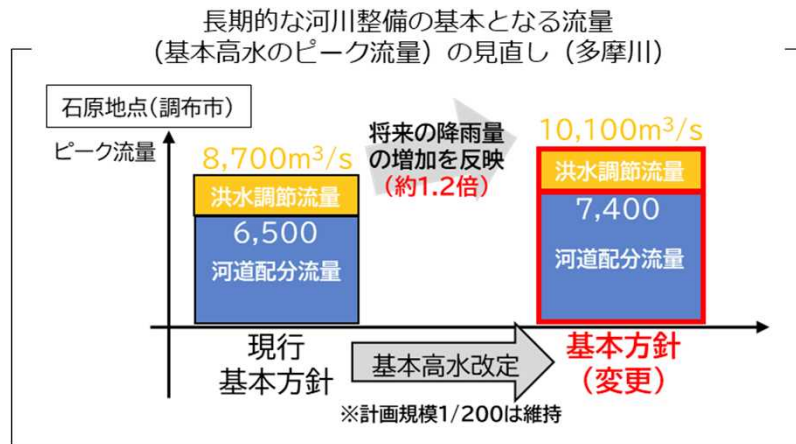 長期的な河川整備の基本となる流量
(基本高水のピーク流量)の見直し(多摩川)
石原地点(調布市)
ピーク流量
8,700m³/s
洪水調節流量
6,500
河道配分流量
将来の降雨量
の増加を反映
(約1.2倍)
10,100m³/s
洪水調節流量
7,400
河道配分流量
現行
基本方針
基本高水改定
基本方針
(変更)
※計画規模1/200は維持